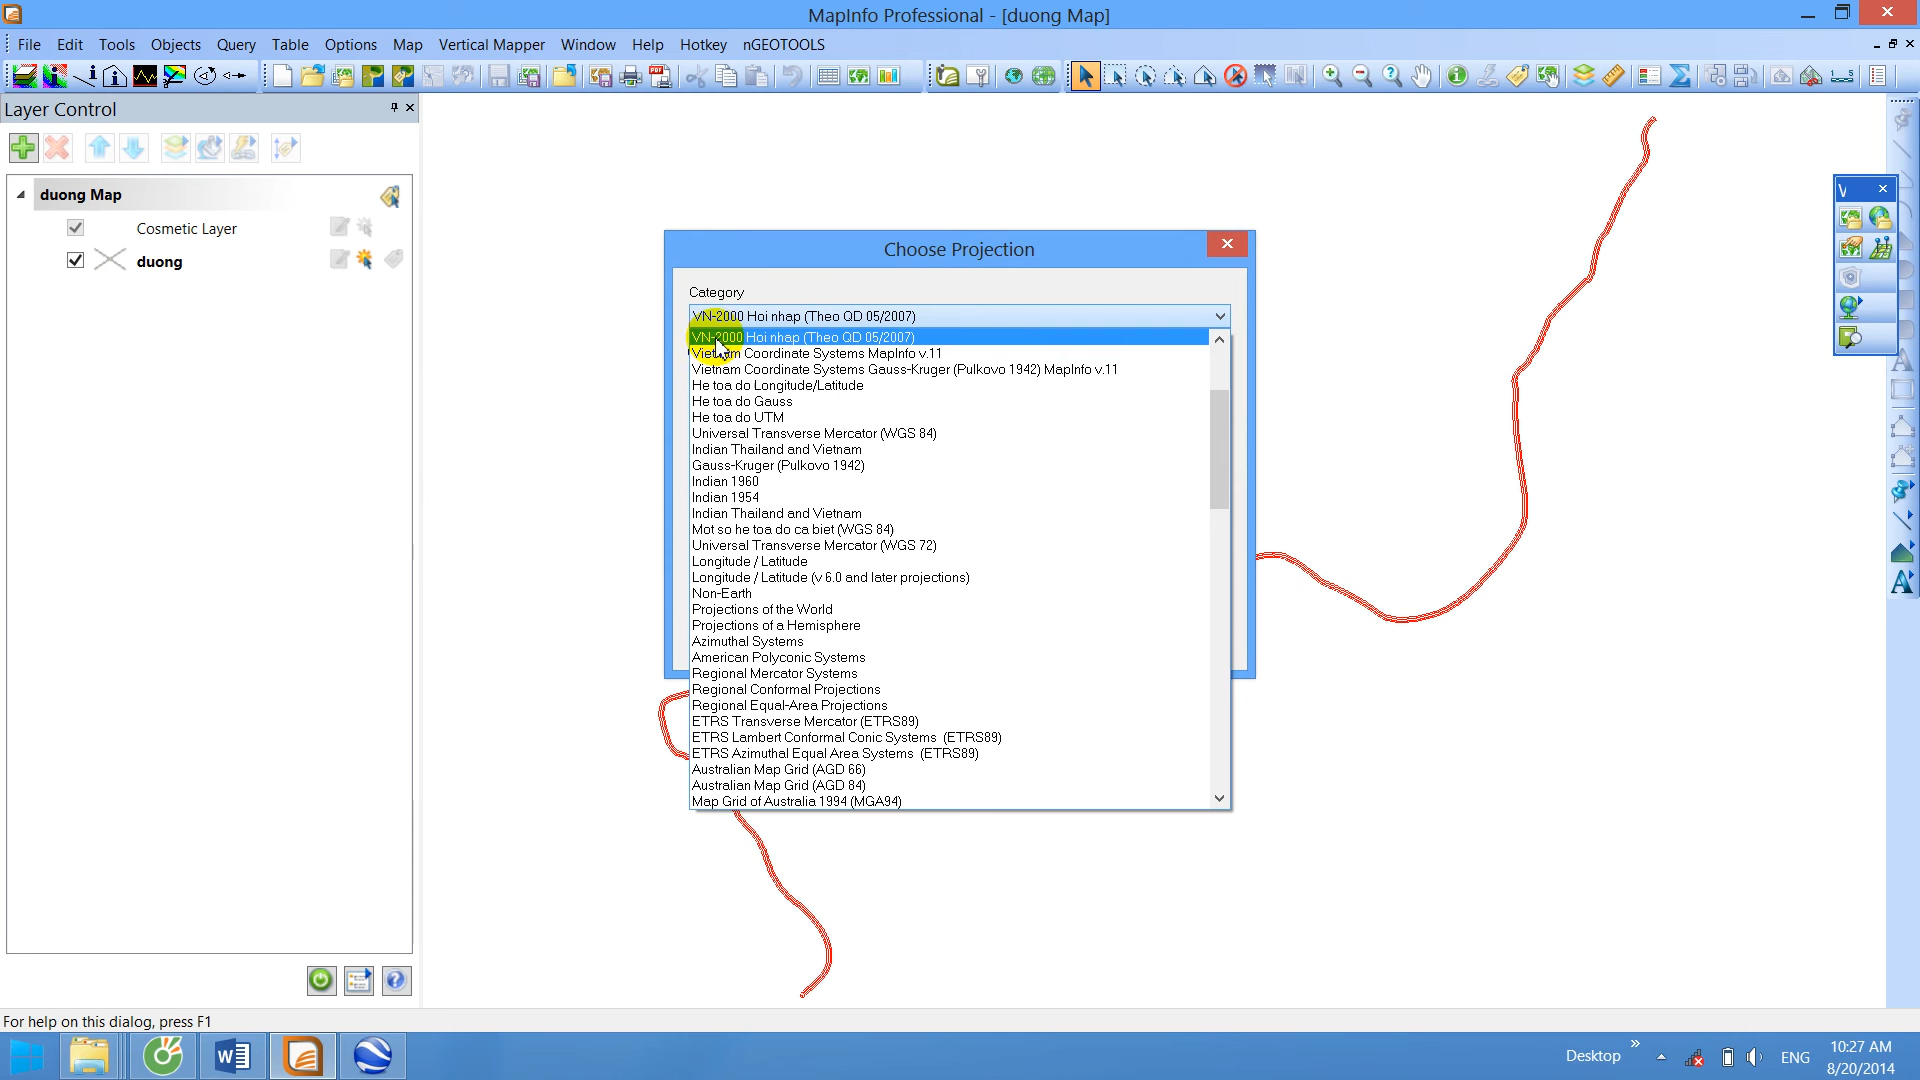 MapInfo Professional - [duong Map]
File Edit Tools Objects Query Table Options Map Vertical Mapper Window Help Hotkey nGEOTOOLS
Layer Control
duong Map
Cosmetic Layer
duong
V
Choose Projection
Category
VN-2000 Hoi nhap (Theo QD 05/2007)
VN-2000 Hoi nhap (Theo QD 05/2007)
Vietnam Coordinate Systems MapInfo v.11
Vietnam Coordinate Systems Gauss-Kruger (Pulkovo 1942) MapInfo v.11
He toa do Longitude/Latitude
He toa do Gauss
He toa do UTM
Universal Transverse Mercator (WGS 84)
Indian Thailand and Vietnam
Gauss-Kruger (Pulkovo 1942)
Indian 1960
Indian 1954
Indian Thailand and Vietnam
Mot so he toa do ca biet (WGS 84)
Universal Transverse Mercator (WGS 72)
Longitude / Latitude
Longitude / Latitude (v 6.0 and later projections)
Non-Earth
Projections of the World
Projections of a Hemisphere
Azimuthal Systems
American Polyconic Systems
Regional Mercator Systems
Regional Conformal Projections
Regional Equal-Area Projections
ETRS Transverse Mercator (ETRS89)
ETRS Lambert Conformal Conic Systems (ETRS89)
ETRS Azimuthal Equal Area Systems (ETRS89)
Australian Map Grid (AGD 66)
Australian Map Grid (AGD 84)
Map Grid of Australia 1994 (MGA94)
For help on this dialog, press F1
Desktop
ENG
10:27 AM
8/20/2014